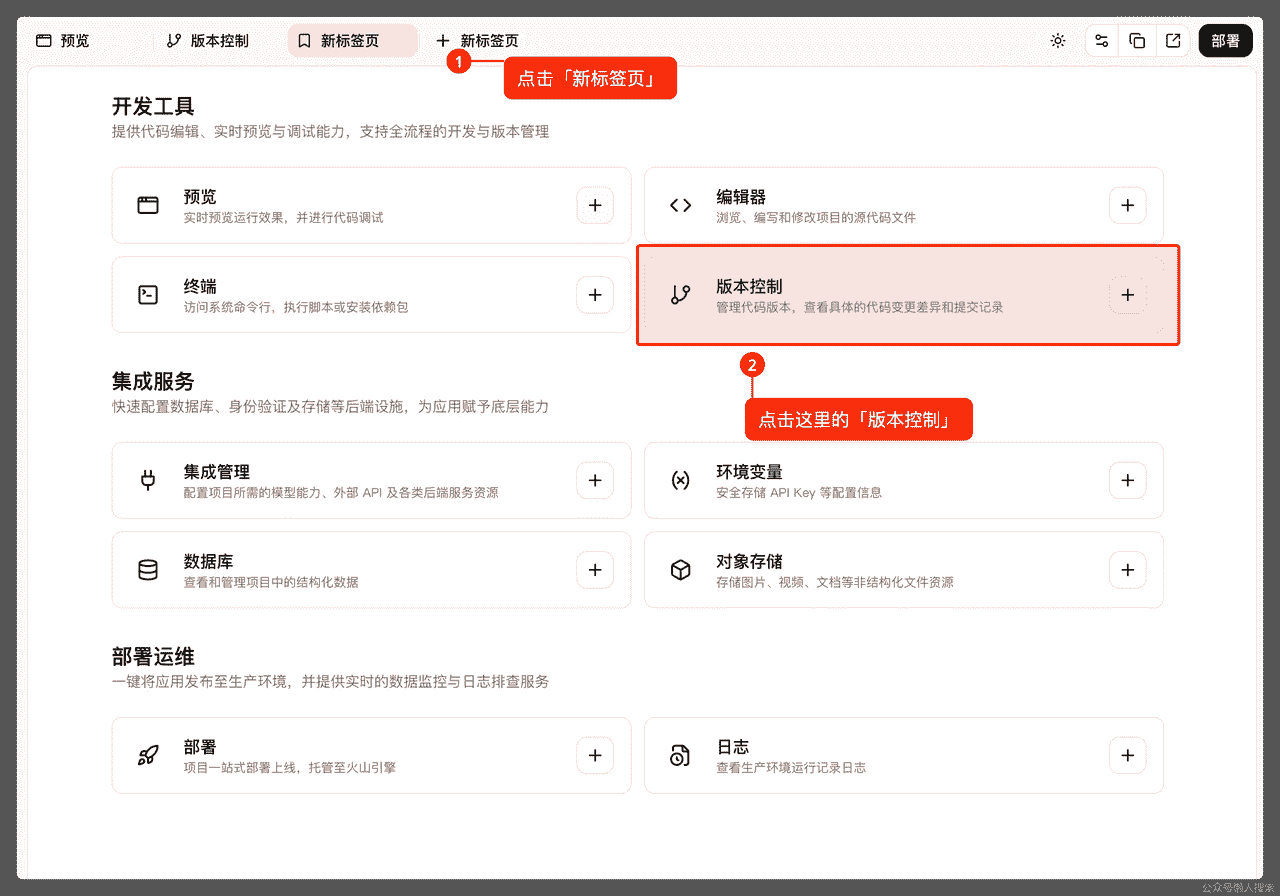 预览
版本控制
新标签页
新标签页
部署
1
点击「新标签页」
开发工具
提供代码编辑、实时预览与调试能力，支持全流程的开发与版本管理
预览
实时预览运行效果，并进行代码调试
编辑器
浏览、编写和修改项目的源代码文件
终端
访问系统命令行，执行脚本或安装依赖包
版本控制
管理代码版本，查看具体的代码变更差异和提交记录
2
点击这里的「版本控制」
集成服务
快速配置数据库、身份验证及存储等后端设施，为应用赋予底层能力
集成管理
配置项目所需的模型能力、外部 API 及各类后端服务资源
环境变量
安全存储 API Key 等配置信息
数据库
查看和管理项目中的结构化数据
对象存储
存储图片、视频、文档等非结构化文件资源
部署运维
一键将应用发布至生产环境，并提供实时的数据监控与日志排查服务
部署
项目一站式部署上线，托管至火山引擎
日志
查看生产环境运行记录日志
公众号懒人搜索